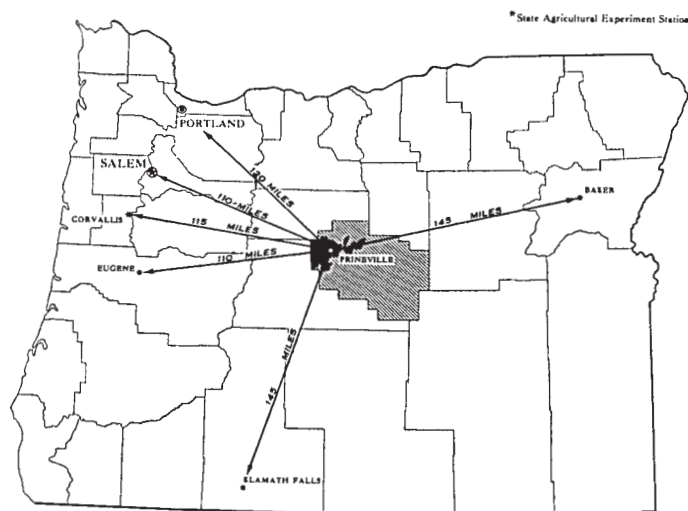 *State Agricultural Experiment Station
PORTLAND
SALEM
120 MILES
110-MILES
BAKER
CORVALLIS
115 MILES
145 MILES
PRINEVILLE
EUGENE
110 MILES
145 MILES
KLAMATH FALLS